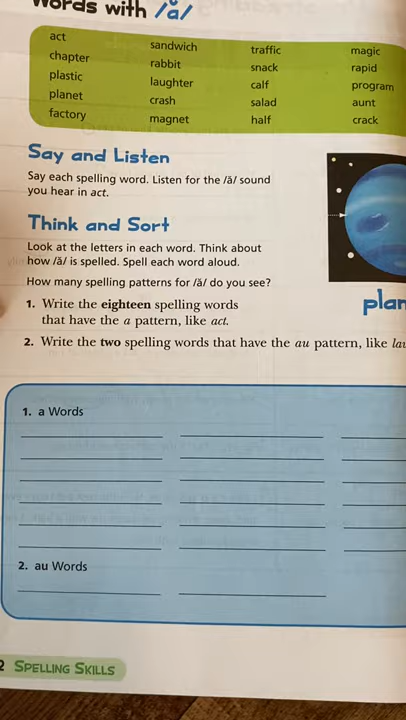 Words with /ă/
act
chapter
plastic
planet
factory
sandwich
rabbit
laughter
crash
magnet
traffic
snack
calf
salad
half
magic
rapid
program
aunt
crack
Say and Listen
Say each spelling word. Listen for the /ă/ sound
you hear in act.
Think and Sort
Look at the letters in each word. Think about
how /ă/ is spelled. Spell each word aloud.
How many spelling patterns for /ă/ do you see?
1. Write the eighteen spelling words
that have the a pattern, like act.
2. Write the two spelling words that have the au pattern, like
plan
1. a Words
2. au Words
2 SPELLING SKILLS